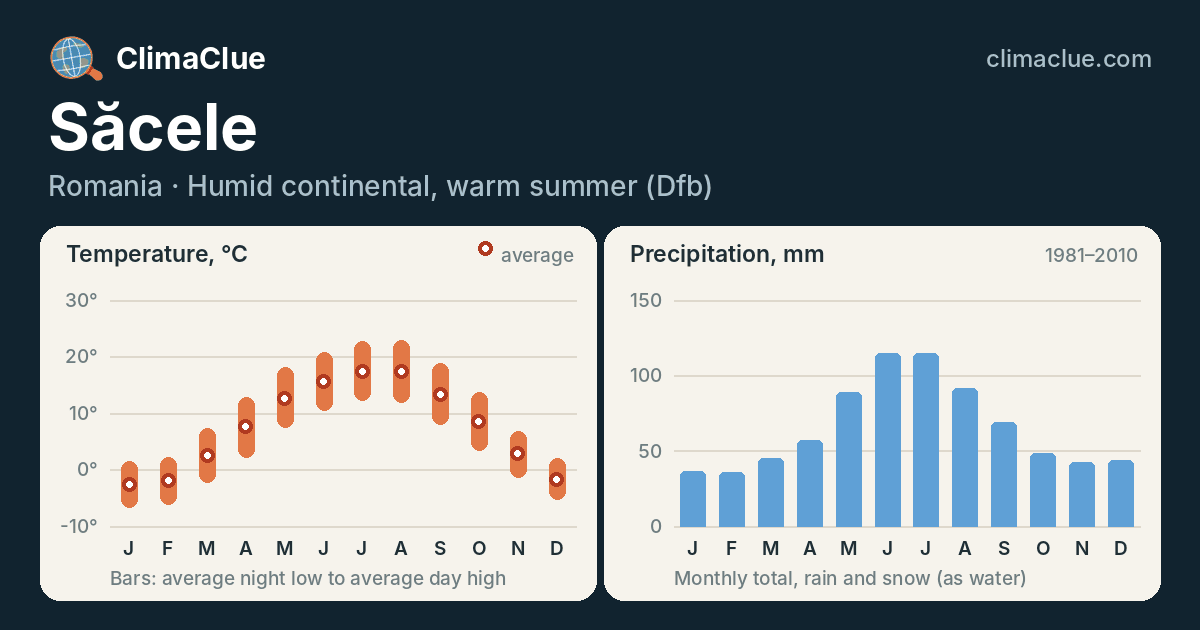 ClimaClue
climaclue.com
Săcele
Romania · Humid continental, warm summer (Dfb)
Temperature, °C
average
30°
20°
10°
0°
-10°
J F M A M J J A S O N D
Bars: average night low to average day high
Precipitation, mm
1981–2010
150
100
50
0
J F M A M J J A S O N D
Monthly total, rain and snow (as water)